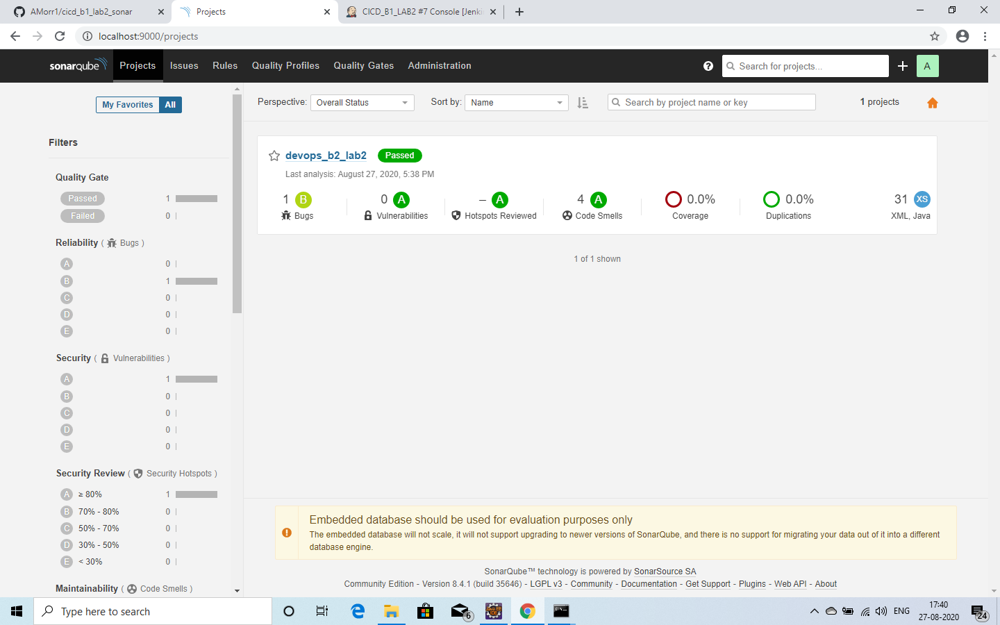 AMorr1/cicd_b1_lab2_sonar
Projects
CICD_B1_LAB2 #7 Console [Jenki
localhost:9000/projects
sonarqube
Projects
Issues
Rules
Quality Profiles
Quality Gates
Administration
Search for projects...
A
My Favorites
All
Perspective:
Overall Status
Sort by:
Name
Search by project name or key
1 projects
Filters
Quality Gate
Passed 1
Failed 0
Reliability ( Bugs )
A 0
B 1
C 0
D 0
E 0
Security ( Vulnerabilities )
A 1
B 0
C 0
D 0
E 0
Security Review ( Security Hotspots )
A ≥ 80% 1
B 70% - 80% 0
C 50% - 70% 0
D 30% - 50% 0
E < 30% 0
Maintainability ( Code Smells )
devops_b2_lab2 Passed
Last analysis: August 27, 2020, 5:38 PM
1 B
Bugs
0 A
Vulnerabilities
– A
Hotspots Reviewed
4 A
Code Smells
0.0%
Coverage
0.0%
Duplications
31 XS
XML, Java
1 of 1 shown
Embedded database should be used for evaluation purposes only
The embedded database will not scale, it will not support upgrading to newer versions of SonarQube, and there is no support for migrating your data out of it into a different
database engine.
SonarQube™ technology is powered by SonarSource SA
Community Edition - Version 8.4.1 (build 35646) - LGPL v3 - Community - Documentation - Get Support - Plugins - Web API - About
Type here to search
6
ENG
17:40
27-08-2020
24